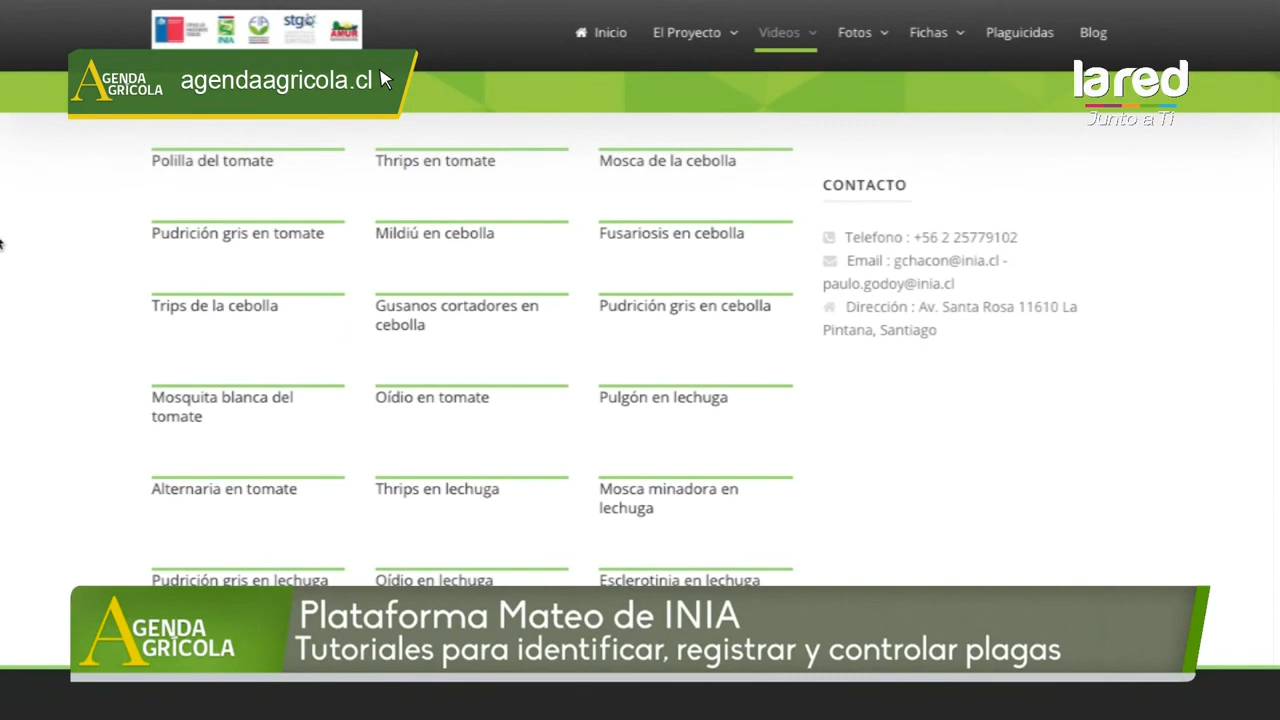 INIA
stgo
AMUR
Inicio
El Proyecto
Videos
Fotos
Fichas
Plaguicidas
Blog
AGENDA
AGRÍCOLA
agendaagricola.cl
lared
Junto a Ti
Polilla del tomate
Thrips en tomate
Mosca de la cebolla
Pudrición gris en tomate
Mildiú en cebolla
Fusariosis en cebolla
Trips de la cebolla
Gusanos cortadores en
cebolla
Pudrición gris en cebolla
Mosquita blanca del
tomate
Oídio en tomate
Pulgón en lechuga
Alternaria en tomate
Thrips en lechuga
Mosca minadora en
lechuga
Pudrición gris en lechuga
Oídio en lechuga
Esclerotinia en lechuga
CONTACTO
Telefono : +56 2 25779102
Email : gchacon@inia.cl -
paulo.godoy@inia.cl
Dirección : Av. Santa Rosa 11610 La
Pintana, Santiago
AGENDA
AGRÍCOLA
Plataforma Mateo de INIA
Tutoriales para identificar, registrar y controlar plagas